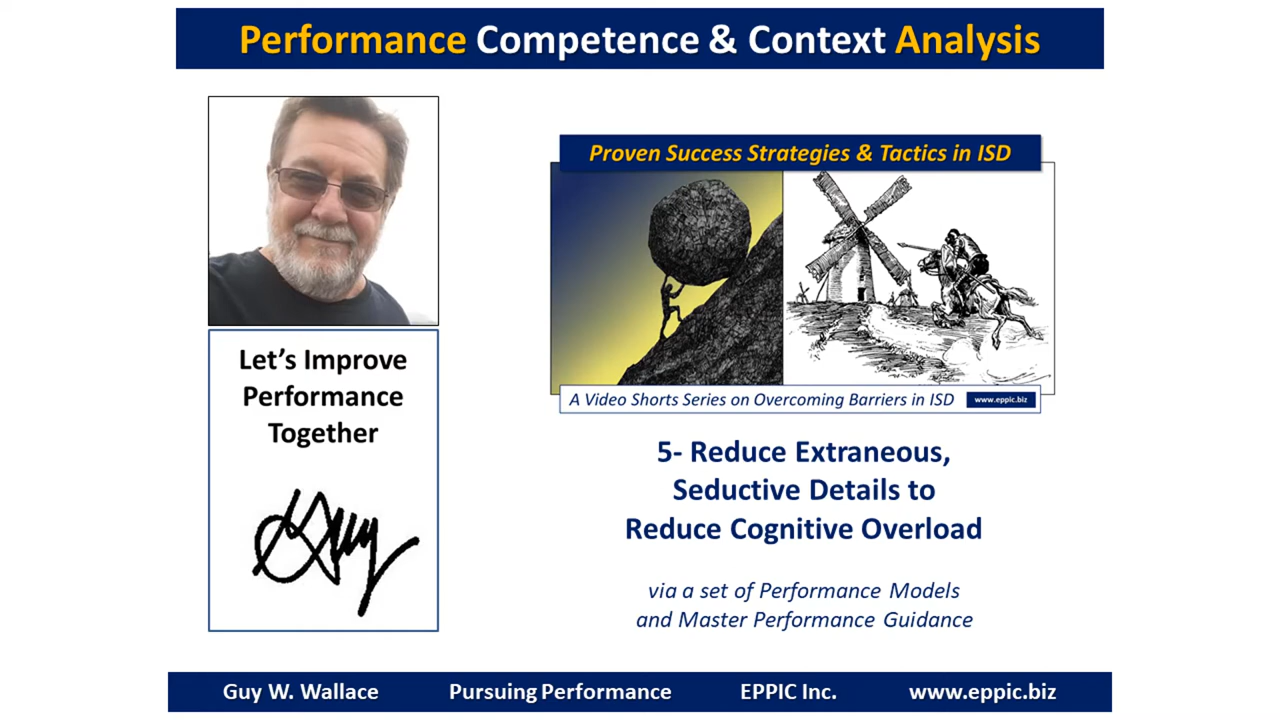 Performance Competence & Context Analysis
Proven Success Strategies & Tactics in ISD
A Video Shorts Series on Overcoming Barriers in ISD
www.eppic.biz
Let's Improve
Performance
Together
Guy
5- Reduce Extraneous,
Seductive Details to
Reduce Cognitive Overload
via a set of Performance Models
and Master Performance Guidance
Guy W. Wallace
Pursuing Performance
EPPIC Inc.
www.eppic.biz